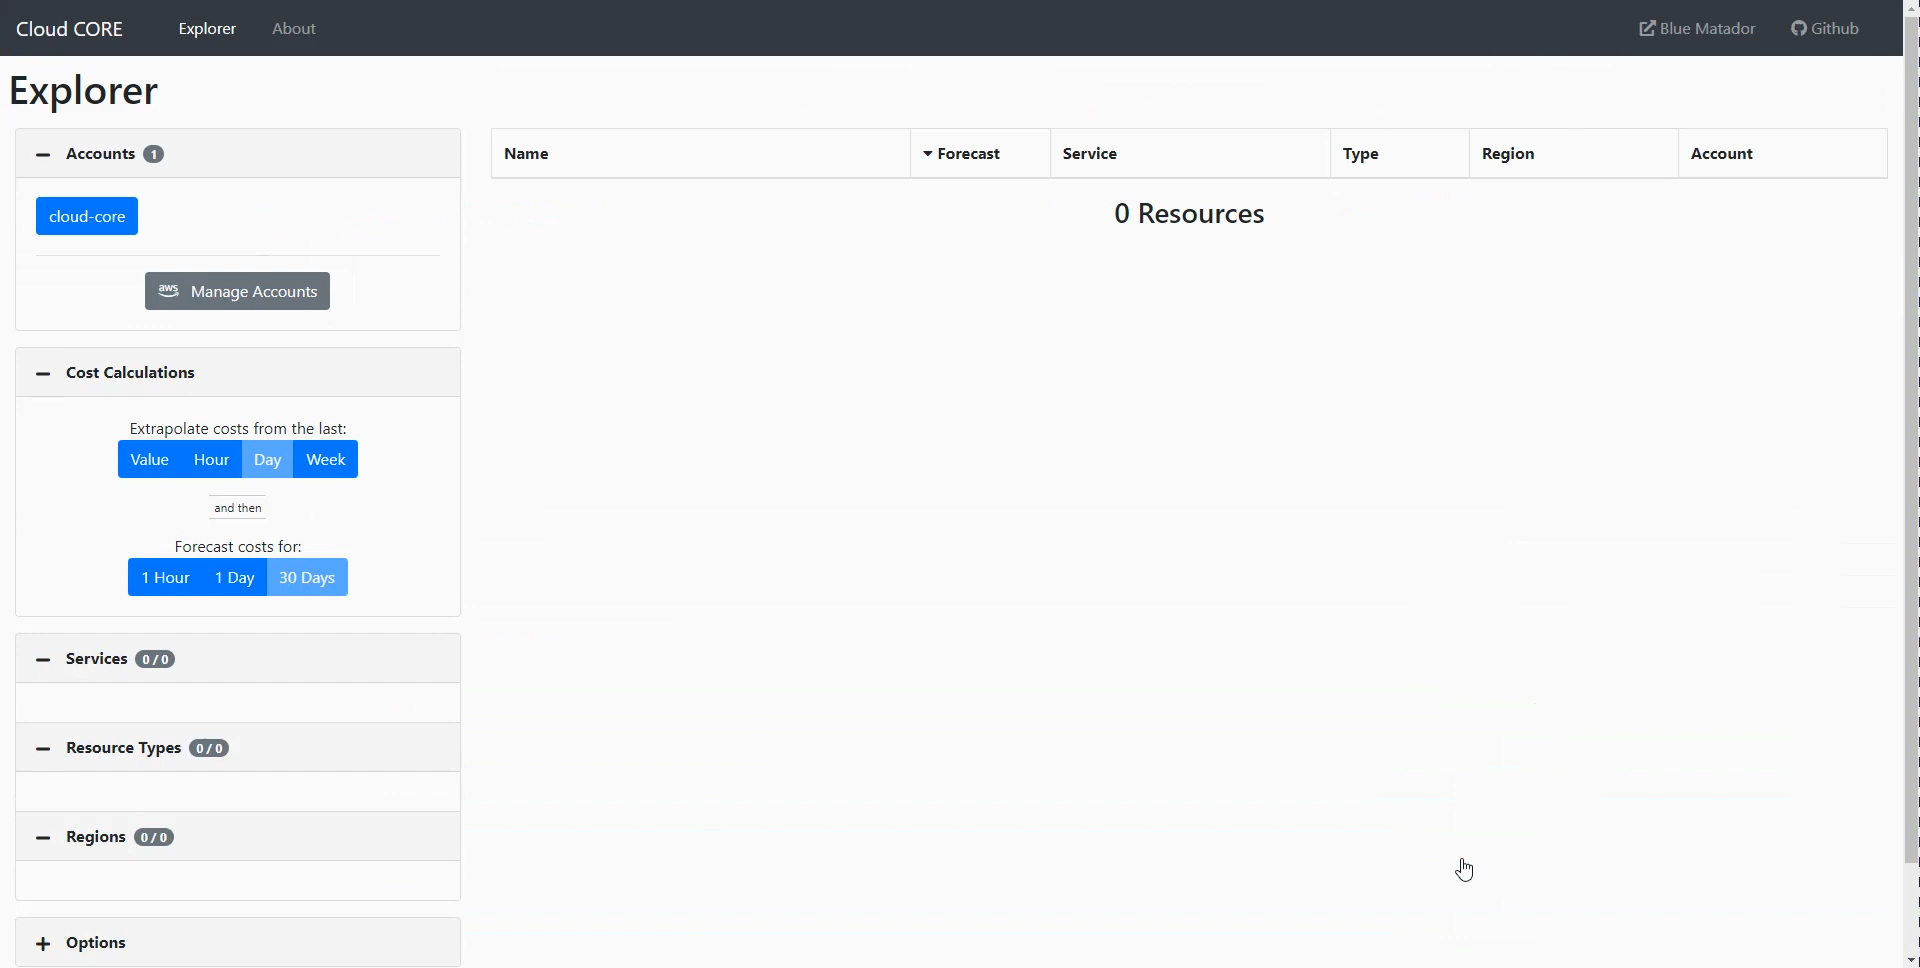 Cloud CORE Explorer About Blue Matador Github
Explorer
Accounts 1
Name Forecast Service Type Region Account
0 Resources
cloud-core
aws Manage Accounts
Cost Calculations
Extrapolate costs from the last:
Value Hour Day Week
and then
Forecast costs for:
1 Hour 1 Day 30 Days
Services 0 / 0
Resource Types 0 / 0
Regions 0 / 0
Options